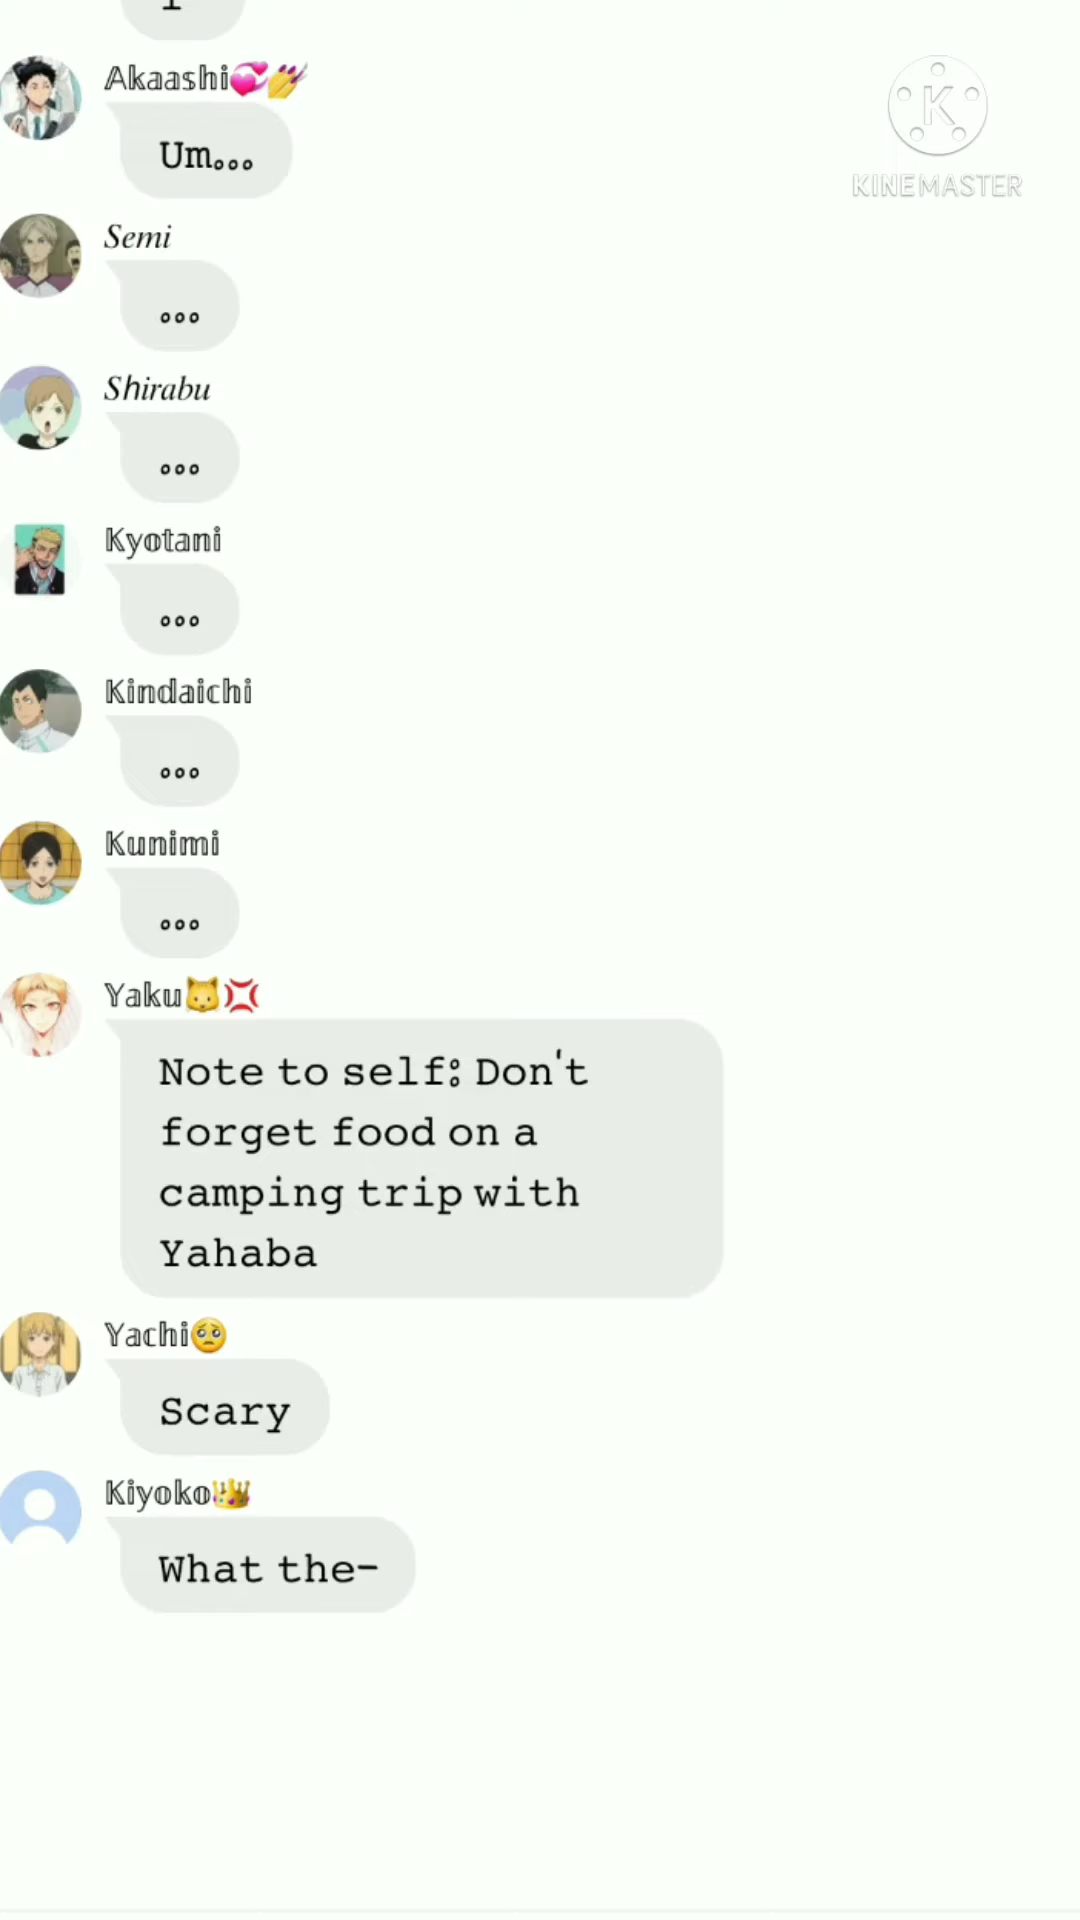 Akaashi💞💅
Um...
KINEMASTER
Semi
...
Shirabu
...
Kyotani
...
Kindaichi
...
Kunimi
...
Yaku🐱💢
Note to self: Don't
forget food on a
camping trip with
Yahaba
Yachi🥺
Scary
Kiyoko👑
What the-